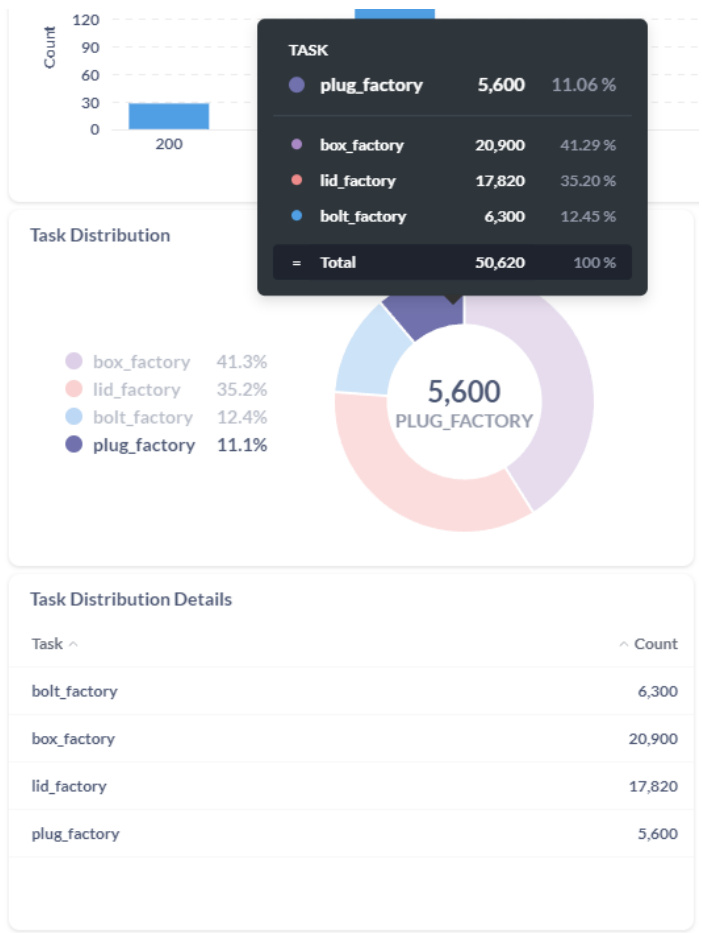 120
Count
90
60
30
0
200
TASK
plug_factory 5,600 11.06 %
box_factory 20,900 41.29 %
lid_factory 17,820 35.20 %
bolt_factory 6,300 12.45 %
= Total 50,620 100 %
Task Distribution
box_factory 41.3%
lid_factory 35.2%
bolt_factory 12.4%
plug_factory 11.1%
5,600
PLUG_FACTORY
Task Distribution Details
Task Count
bolt_factory 6,300
box_factory 20,900
lid_factory 17,820
plug_factory 5,600